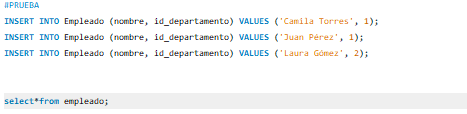 #PRUEBA
INSERT INTO Empleado (nombre, id_departamento) VALUES ('Camila Torres', 1);
INSERT INTO Empleado (nombre, id_departamento) VALUES ('Juan Pérez', 1);
INSERT INTO Empleado (nombre, id_departamento) VALUES ('Laura Gómez', 2);
select*from empleado;